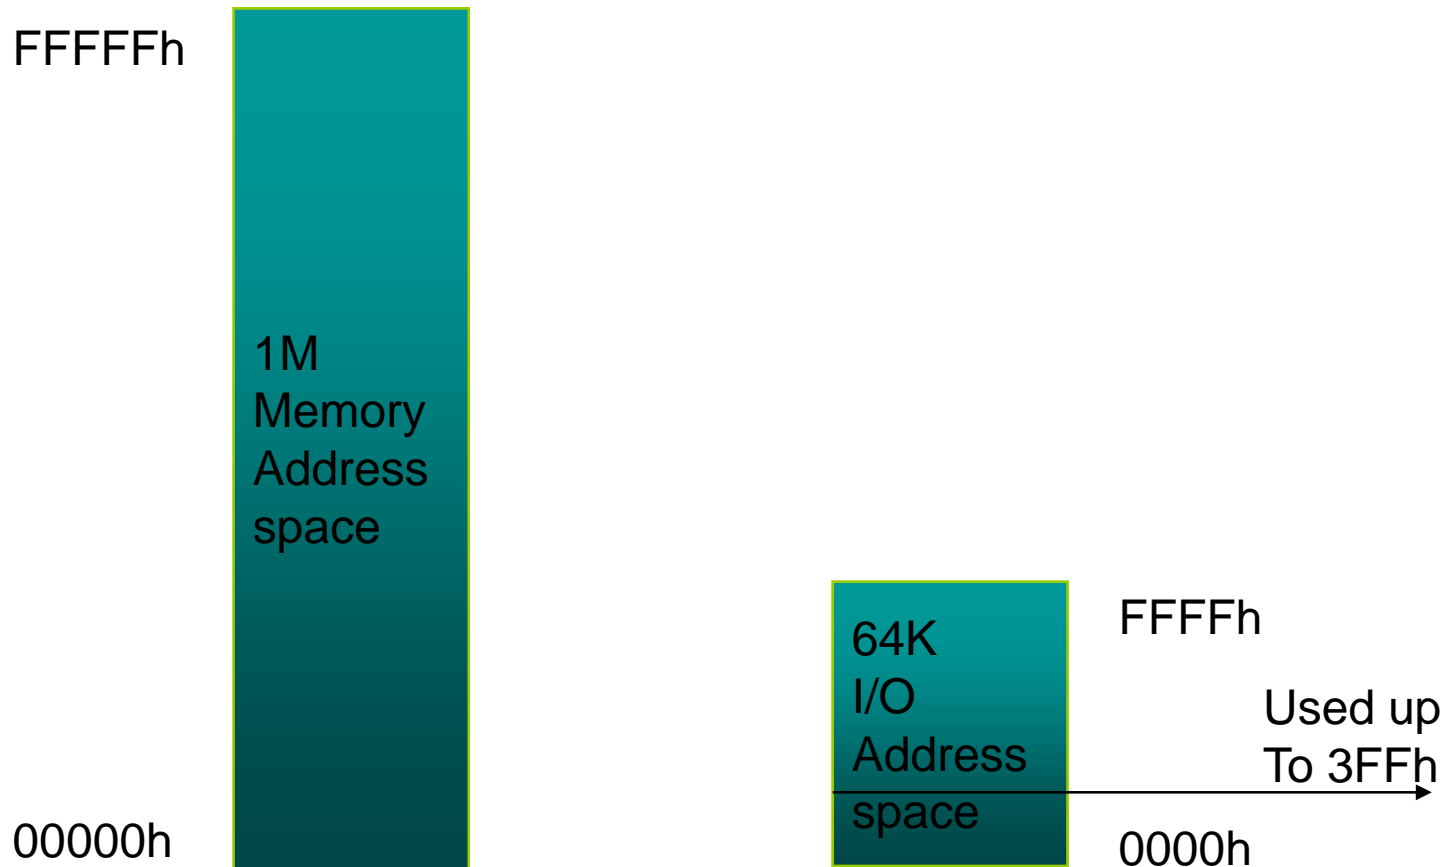 FFFFFh
1M
Memory
Address
space
00000h
64K
I/O
Address
space
FFFFh
Used up
To 3FFh
0000h